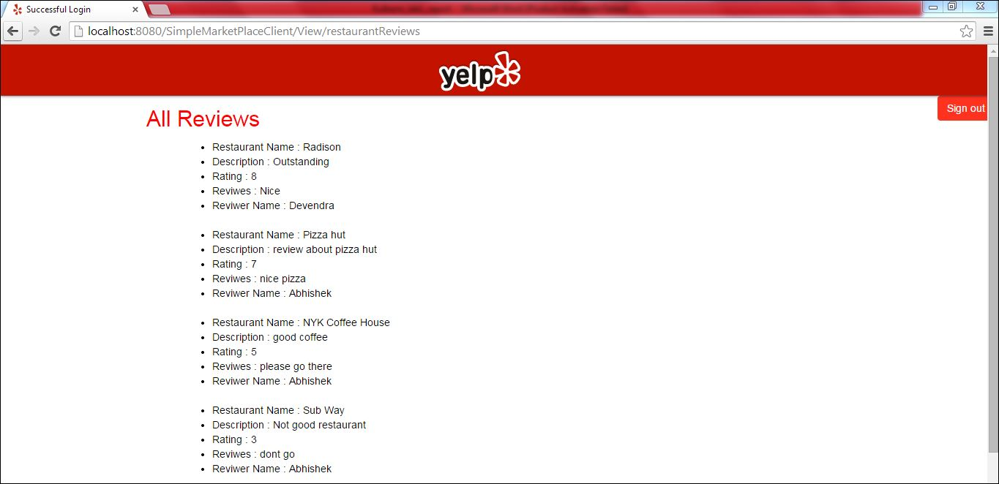 Successful Login
localhost:8080/SimpleMarketPlaceClient/View/restaurantReviews
yelp
Sign out
All Reviews
Restaurant Name : Radison
Description : Outstanding
Rating : 8
Reviwes : Nice
Reviwer Name : Devendra
Restaurant Name : Pizza hut
Description : review about pizza hut
Rating : 7
Reviwes : nice pizza
Reviwer Name : Abhishek
Restaurant Name : NYK Coffee House
Description : good coffee
Rating : 5
Reviwes : please go there
Reviwer Name : Abhishek
Restaurant Name : Sub Way
Description : Not good restaurant
Rating : 3
Reviwes : dont go
Reviwer Name : Abhishek